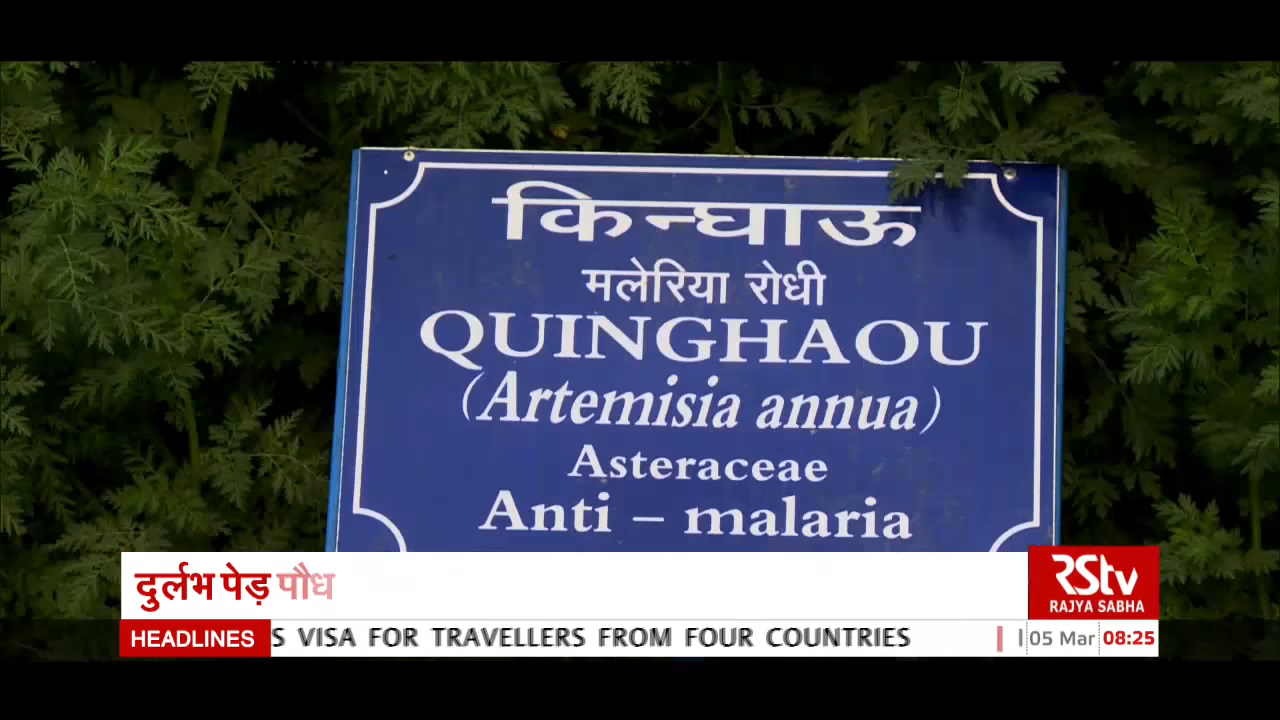 किन्घाऊ
मलेरिया रोधी
QUINGHAOU
(Artemisia annua)
Asteraceae
Anti – malaria
दुर्लभ पेड़ पौध
RSTV
RAJYA SABHA
HEADLINES S VISA FOR TRAVELLERS FROM FOUR COUNTRIES 05 Mar 08:25